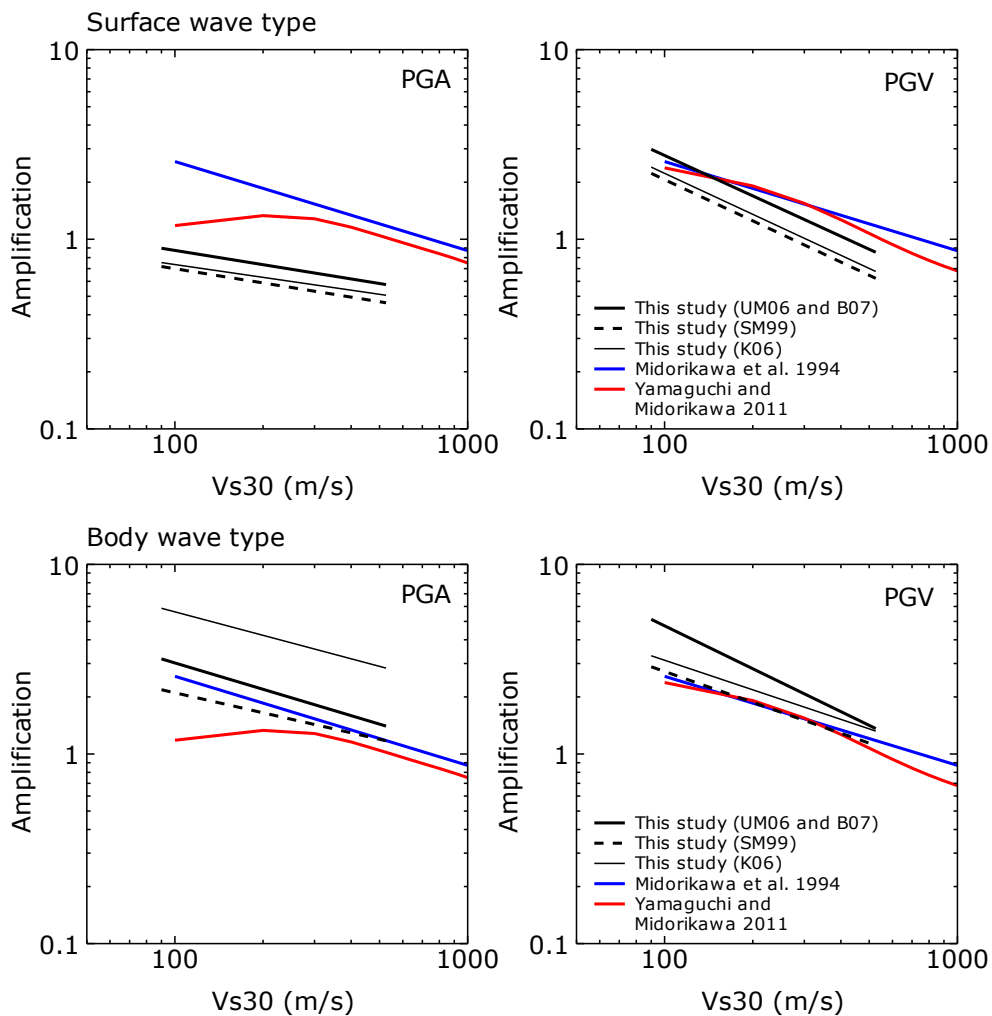 Surface wave type
10
PGA
Amplification
1
0.1
100
1000
Vs30 (m/s)
10
PGV
Amplification
1
This study (UM06 and B07)
This study (SM99)
This study (K06)
Midorikawa et al. 1994
Yamaguchi and
Midorikawa 2011
0.1
100
1000
Vs30 (m/s)
Body wave type
10
PGA
Amplification
1
0.1
100
1000
Vs30 (m/s)
10
PGV
Amplification
1
This study (UM06 and B07)
This study (SM99)
This study (K06)
Midorikawa et al. 1994
Yamaguchi and
Midorikawa 2011
0.1
100
1000
Vs30 (m/s)